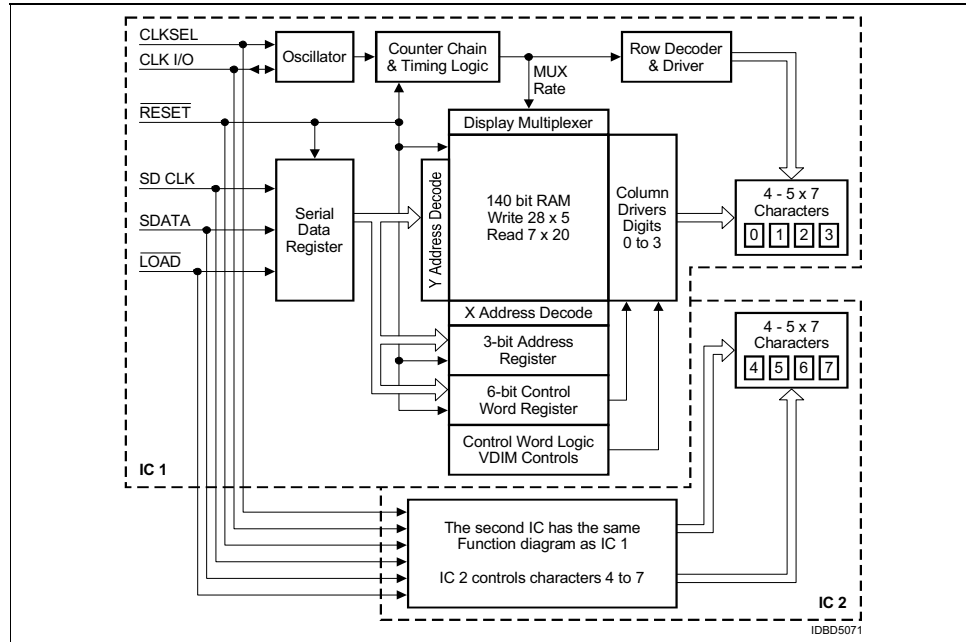 CLKSEL
CLK I/O
RESET
SD CLK
SDATA
LOAD
Oscillator
Counter Chain
& Timing Logic
MUX
Rate
Row Decoder
& Driver
Serial
Data
Register
Display Multiplexer
Y Address Decode
140 bit RAM
Write 28 x 5
Read 7 x 20
Column
Drivers
Digits
0 to 3
4 - 5 x 7
Characters
0 1 2 3
X Address Decode
3-bit Address
Register
6-bit Control
Word Register
Control Word Logic
VDIM Controls
IC 1
4 - 5 x 7
Characters
4 5 6 7
The second IC has the same
Function diagram as IC 1
IC 2 controls characters 4 to 7
IC 2
IDBD5071